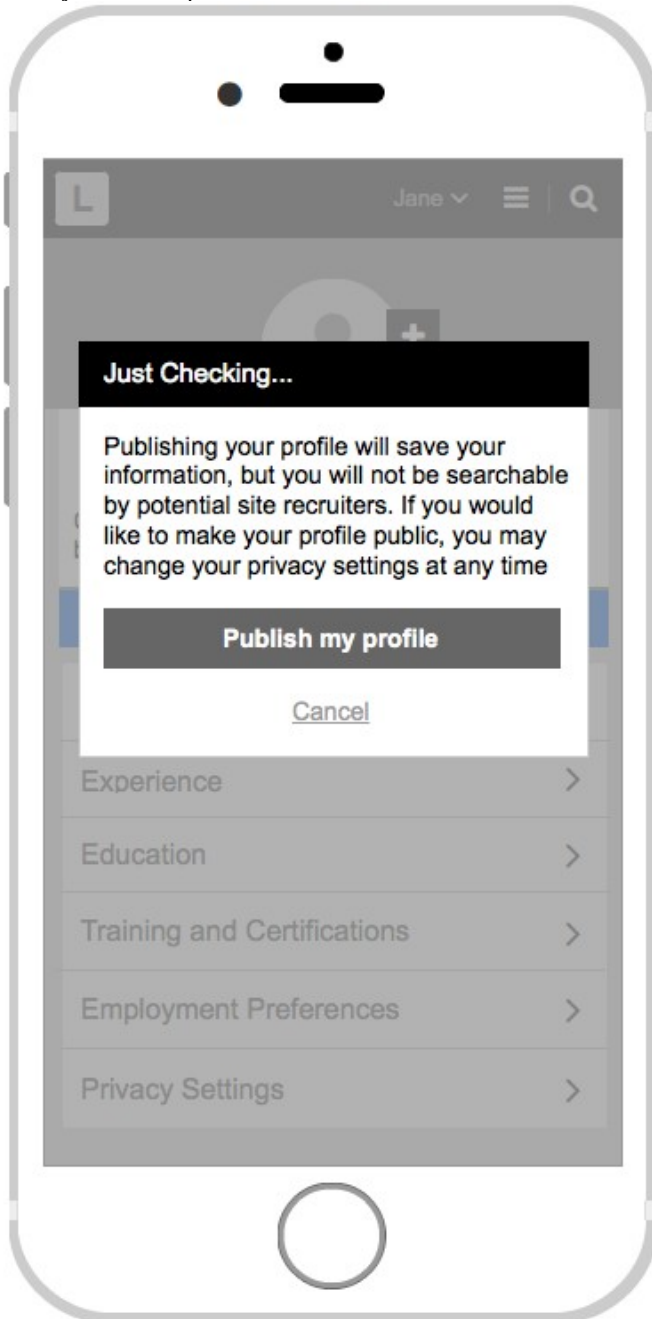 L
Jane
Just Checking...
Publishing your profile will save your
information, but you will not be searchable
by potential site recruiters. If you would
like to make your profile public, you may
change your privacy settings at any time
Publish my profile
Cancel
Experience
Education
Training and Certifications
Employment Preferences
Privacy Settings